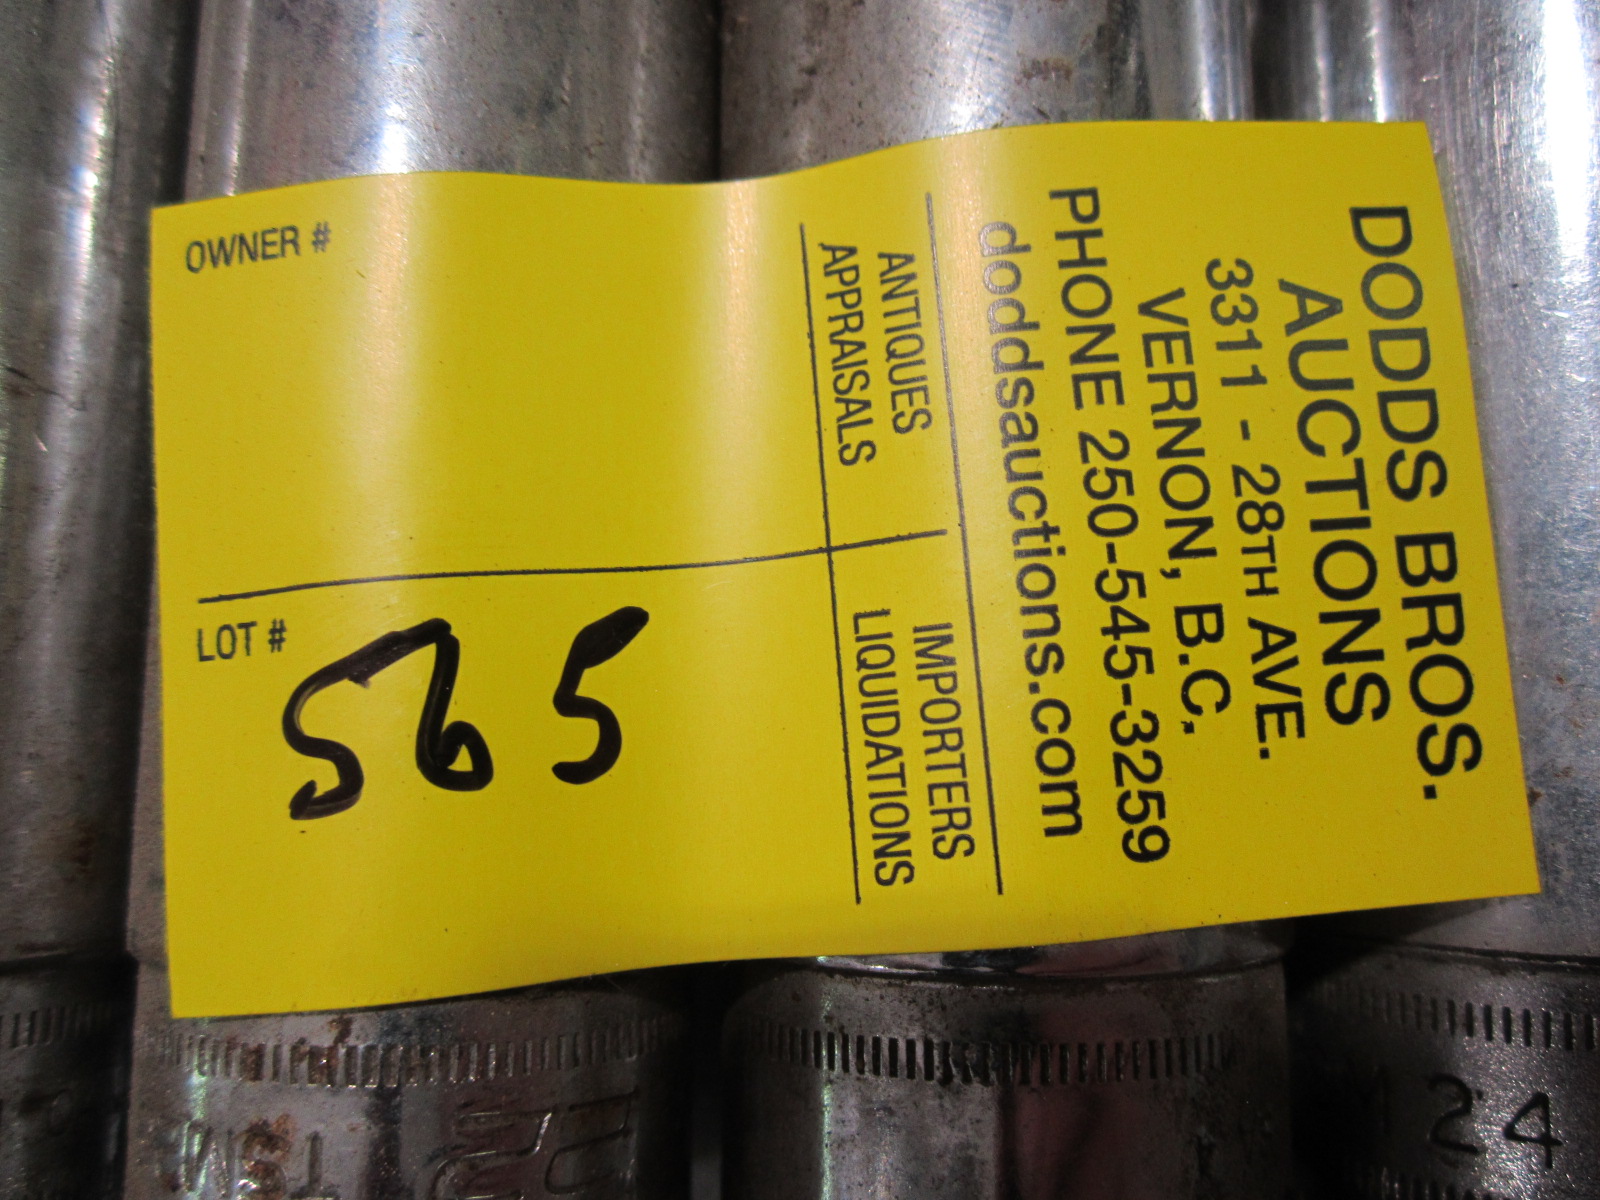 DODDS BROS.
AUCTIONS
3311 - 28TH AVE.
VERNON, B.C.
PHONE 250-545-3259
doddsauctions.com
ANTIQUES
APPRAISALS
IMPORTERS
LIQUIDATIONS
OWNER #
LOT #
565
24